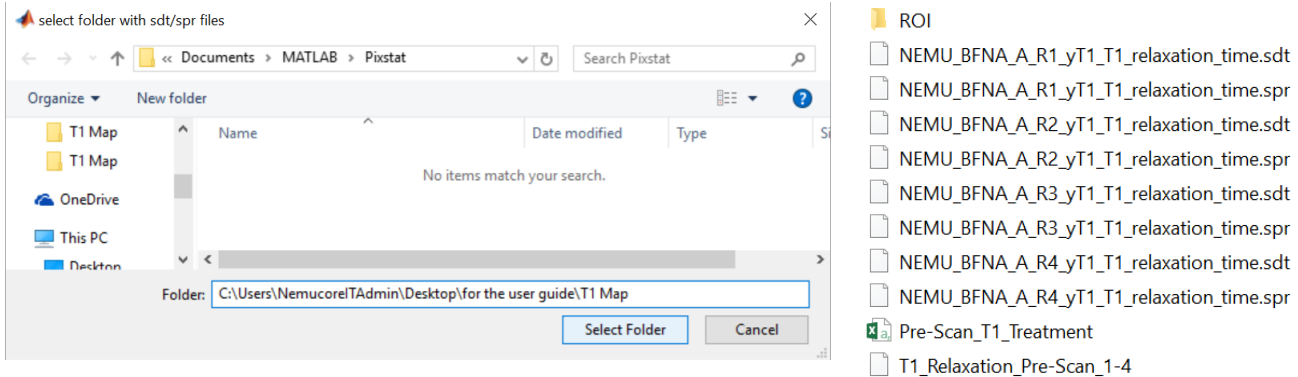 select folder with sdt/spr files
« Documents > MATLAB > Pixstat
Search Pixstat
Organize
New folder
T1 Map
T1 Map
OneDrive
This PC
Desktop
Name
Date modified
Type
Si
No items match your search.
Folder: C:\Users\NemucoreITAdmin\Desktop\for the user guide\T1 Map
Select Folder
Cancel
ROI
NEMU_BFNA_A_R1_yT1_T1_relaxation_time.sdt
NEMU_BFNA_A_R1_yT1_T1_relaxation_time.spr
NEMU_BFNA_A_R2_yT1_T1_relaxation_time.sdt
NEMU_BFNA_A_R2_yT1_T1_relaxation_time.spr
NEMU_BFNA_A_R3_yT1_T1_relaxation_time.sdt
NEMU_BFNA_A_R3_yT1_T1_relaxation_time.spr
NEMU_BFNA_A_R4_yT1_T1_relaxation_time.sdt
NEMU_BFNA_A_R4_yT1_T1_relaxation_time.spr
Pre-Scan_T1_Treatment
T1_Relaxation_Pre-Scan_1-4